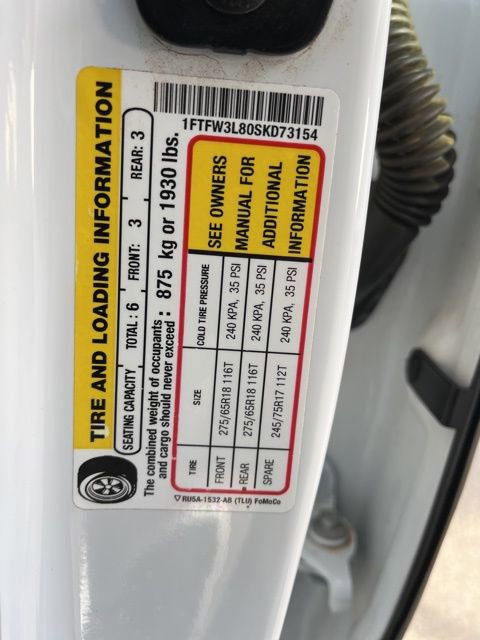 TIRE AND LOADING INFORMATION
SEATING CAPACITY TOTAL: 6 FRONT: 3 REAR: 3
The combined weight of occupants
and cargo should never exceed: 875 kg or 1930 lbs.
1FTFW3L80SKD73154
TIRE SIZE COLD TIRE PRESSURE SEE OWNERS
FRONT 275/65R18 116T 240 KPA, 35 PSI MANUAL FOR
REAR 275/65R18 116T 240 KPA, 35 PSI ADDITIONAL
SPARE 245/75R17 112T 240 KPA, 35 PSI INFORMATION
RU5A-1532-AB (TLU) FoMoCo